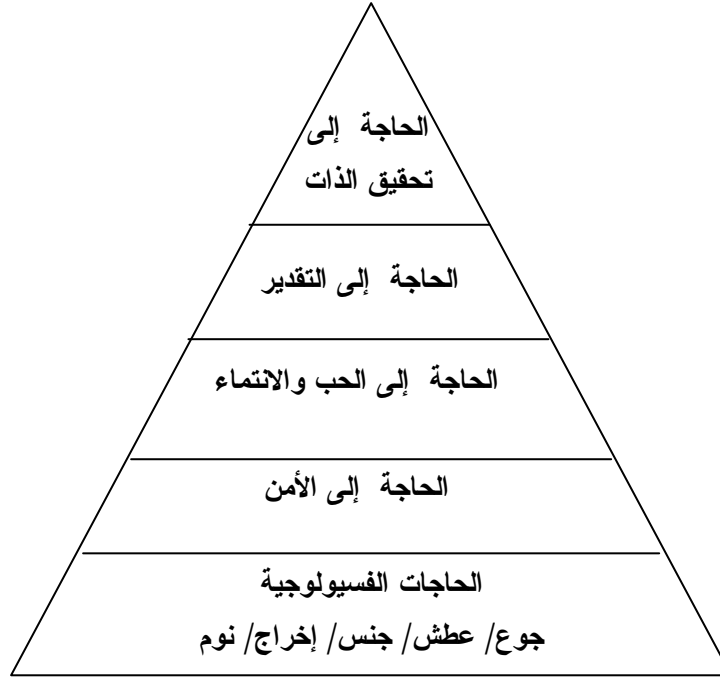 الحاجة إلى
تحقيق الذات
الحاجة إلى التقدير
الحاجة إلى الحب والانتماء
الحاجة إلى الأمن
الحاجات الفسيولوجية
جوع/ عطش/ جنس/ إخراج/ نوم